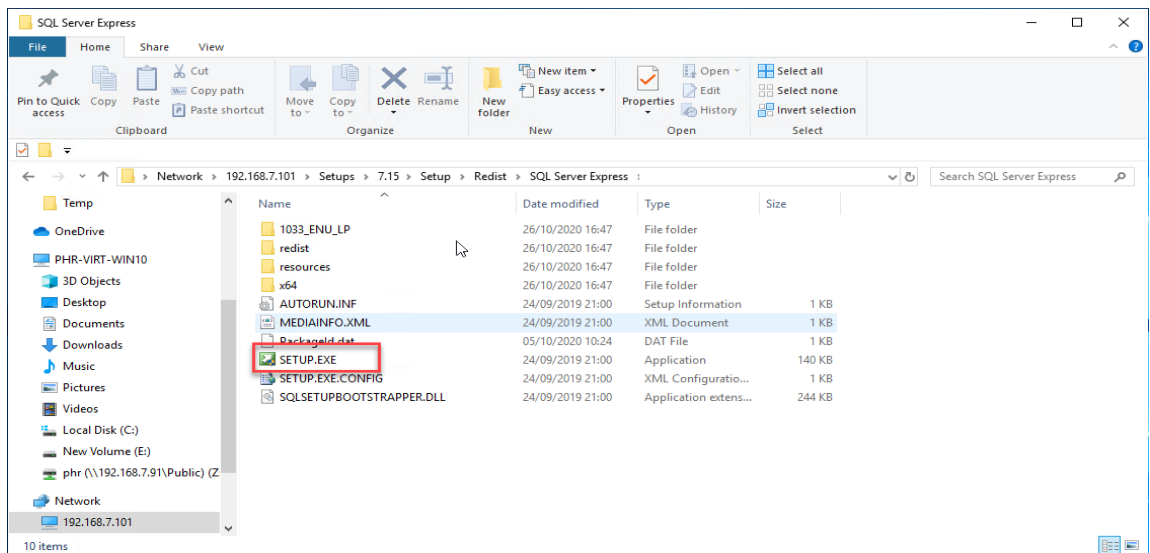 SQL Server Express
File Home Share View
Pin to Quick access
Copy
Paste
Cut
Copy path
Paste shortcut
Clipboard
Move to
Copy to
Delete
Rename
Organize
New folder
New item
Easy access
New
Properties
Open
Edit
History
Open
Select all
Select none
Invert selection
Select
Network > 192.168.7.101 > Setups > 7.15 > Setup > Redist > SQL Server Express
Search SQL Server Express
Temp
OneDrive
PHR-VIRT-WIN10
3D Objects
Desktop
Documents
Downloads
Music
Pictures
Videos
Local Disk (C:)
New Volume (E:)
phr (\\192.168.7.91\Public) (Z
Network
192.168.7.101
Name Date modified Type Size
1033_ENU_LP 26/10/2020 16:47 File folder
redist 26/10/2020 16:47 File folder
resources 26/10/2020 16:47 File folder
x64 26/10/2020 16:47 File folder
AUTORUN.INF 24/09/2019 21:00 Setup Information 1 KB
MEDIAINFO.XML 24/09/2019 21:00 XML Document 1 KB
PackageId.dat 05/10/2020 10:24 DAT File 1 KB
SETUP.EXE 24/09/2019 21:00 Application 140 KB
SETUP.EXE.CONFIG 24/09/2019 21:00 XML Configuratio... 1 KB
SQLSETUPBOOTSTRAPPER.DLL 24/09/2019 21:00 Application extens... 244 KB
10 items